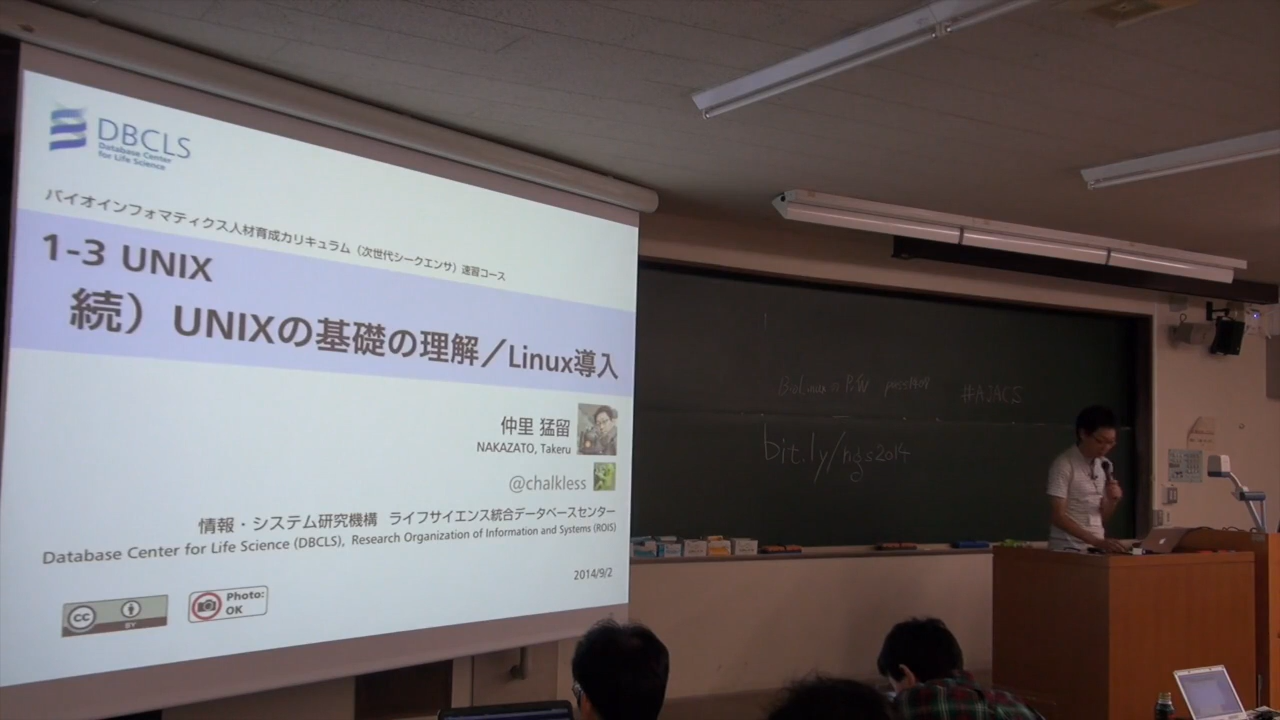 DBCLS
Database Center
for Life Science
バイオインフォマティクス人材育成カリキュラム（次世代シークエンサ）速習コース
1-3 UNIX
続）UNIXの基礎の理解／Linux導入
仲里 猛留
NAKAZATO, Takeru
@chalkless
情報・システム研究機構 ライフサイエンス統合データベースセンター
Database Center for Life Science (DBCLS), Research Organization of Information and Systems (ROIS)
2014/9/2
cc
BY
Photo:
OK
#AJACS
bit.ly/ngs2014